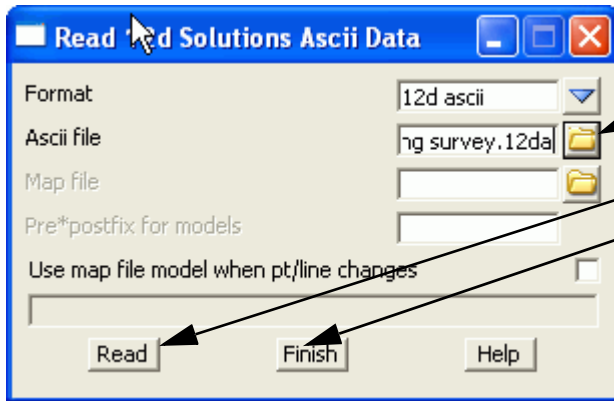 Read 12d Solutions Ascii Data
Format 12d ascii
Ascii file ng survey.12da
Map file
Pre*postfix for models
Use map file model when pt/line changes
Read Finish Help